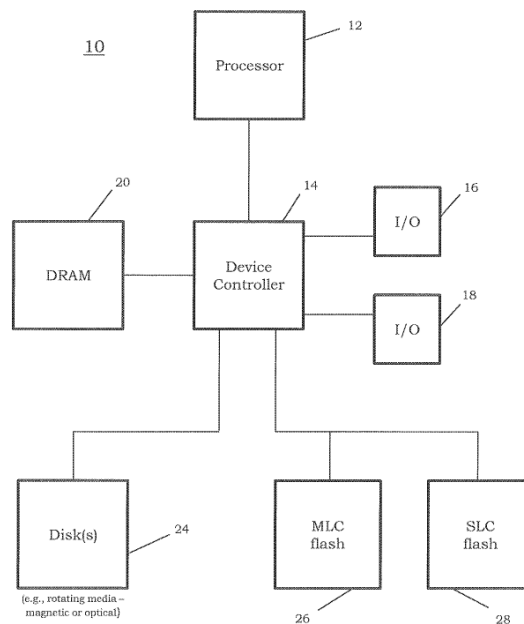 10
12
Processor
20
14
16
DRAM
Device
Controller
I/O
18
I/O
Disk(s)
24
MLC
flash
SLC
flash
(e.g., rotating media –
magnetic or optical)
26
28